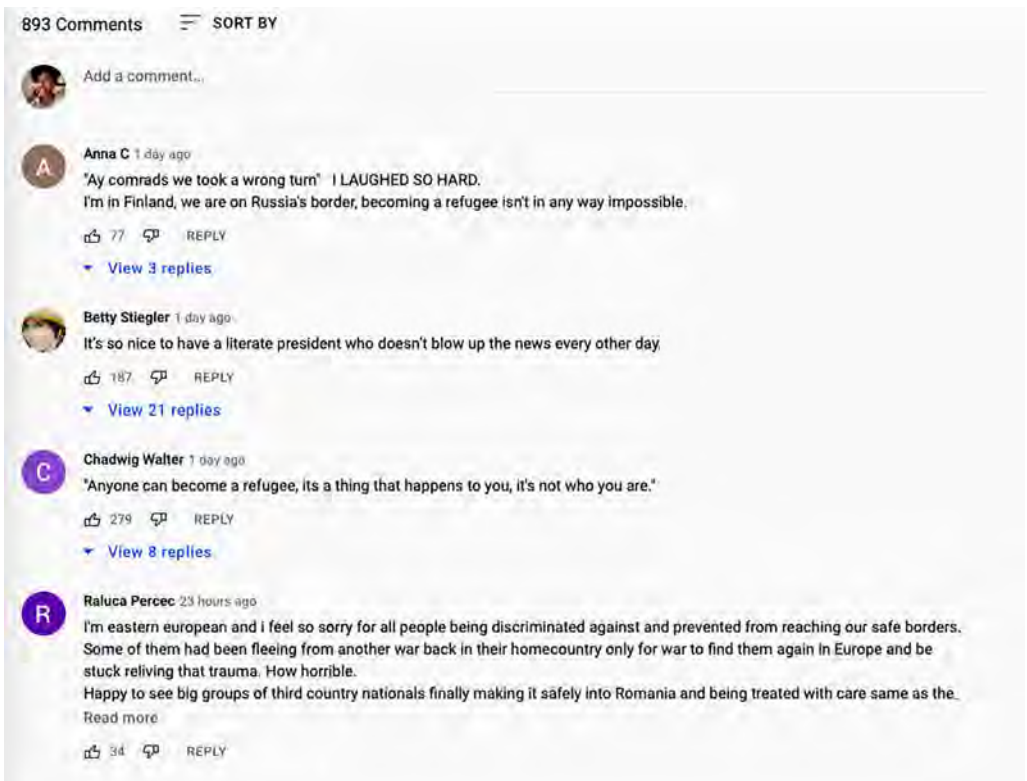 893 Comments SORT BY
Add a comment...
A
Anna C 1 day ago
"Ay comrads we took a wrong turn" I LAUGHED SO HARD.
I'm in Finland, we are on Russia's border, becoming a refugee isn't in any way impossible.
77 REPLY
View 3 replies
Betty Stiegler 1 day ago
It's so nice to have a literate president who doesn't blow up the news every other day.
187 REPLY
View 21 replies
C
Chadwig Walter 1 day ago
"Anyone can become a refugee, its a thing that happens to you, it's not who you are."
279 REPLY
View 8 replies
R
Raluca Percec 23 hours ago
I'm eastern european and i feel so sorry for all people being discriminated against and prevented from reaching our safe borders.
Some of them had been fleeing from another war back in their homecountry only for war to find them again in Europe and be
stuck reliving that trauma. How horrible.
Happy to see big groups of third country nationals finally making it safely into Romania and being treated with care same as the...
Read more
34 REPLY